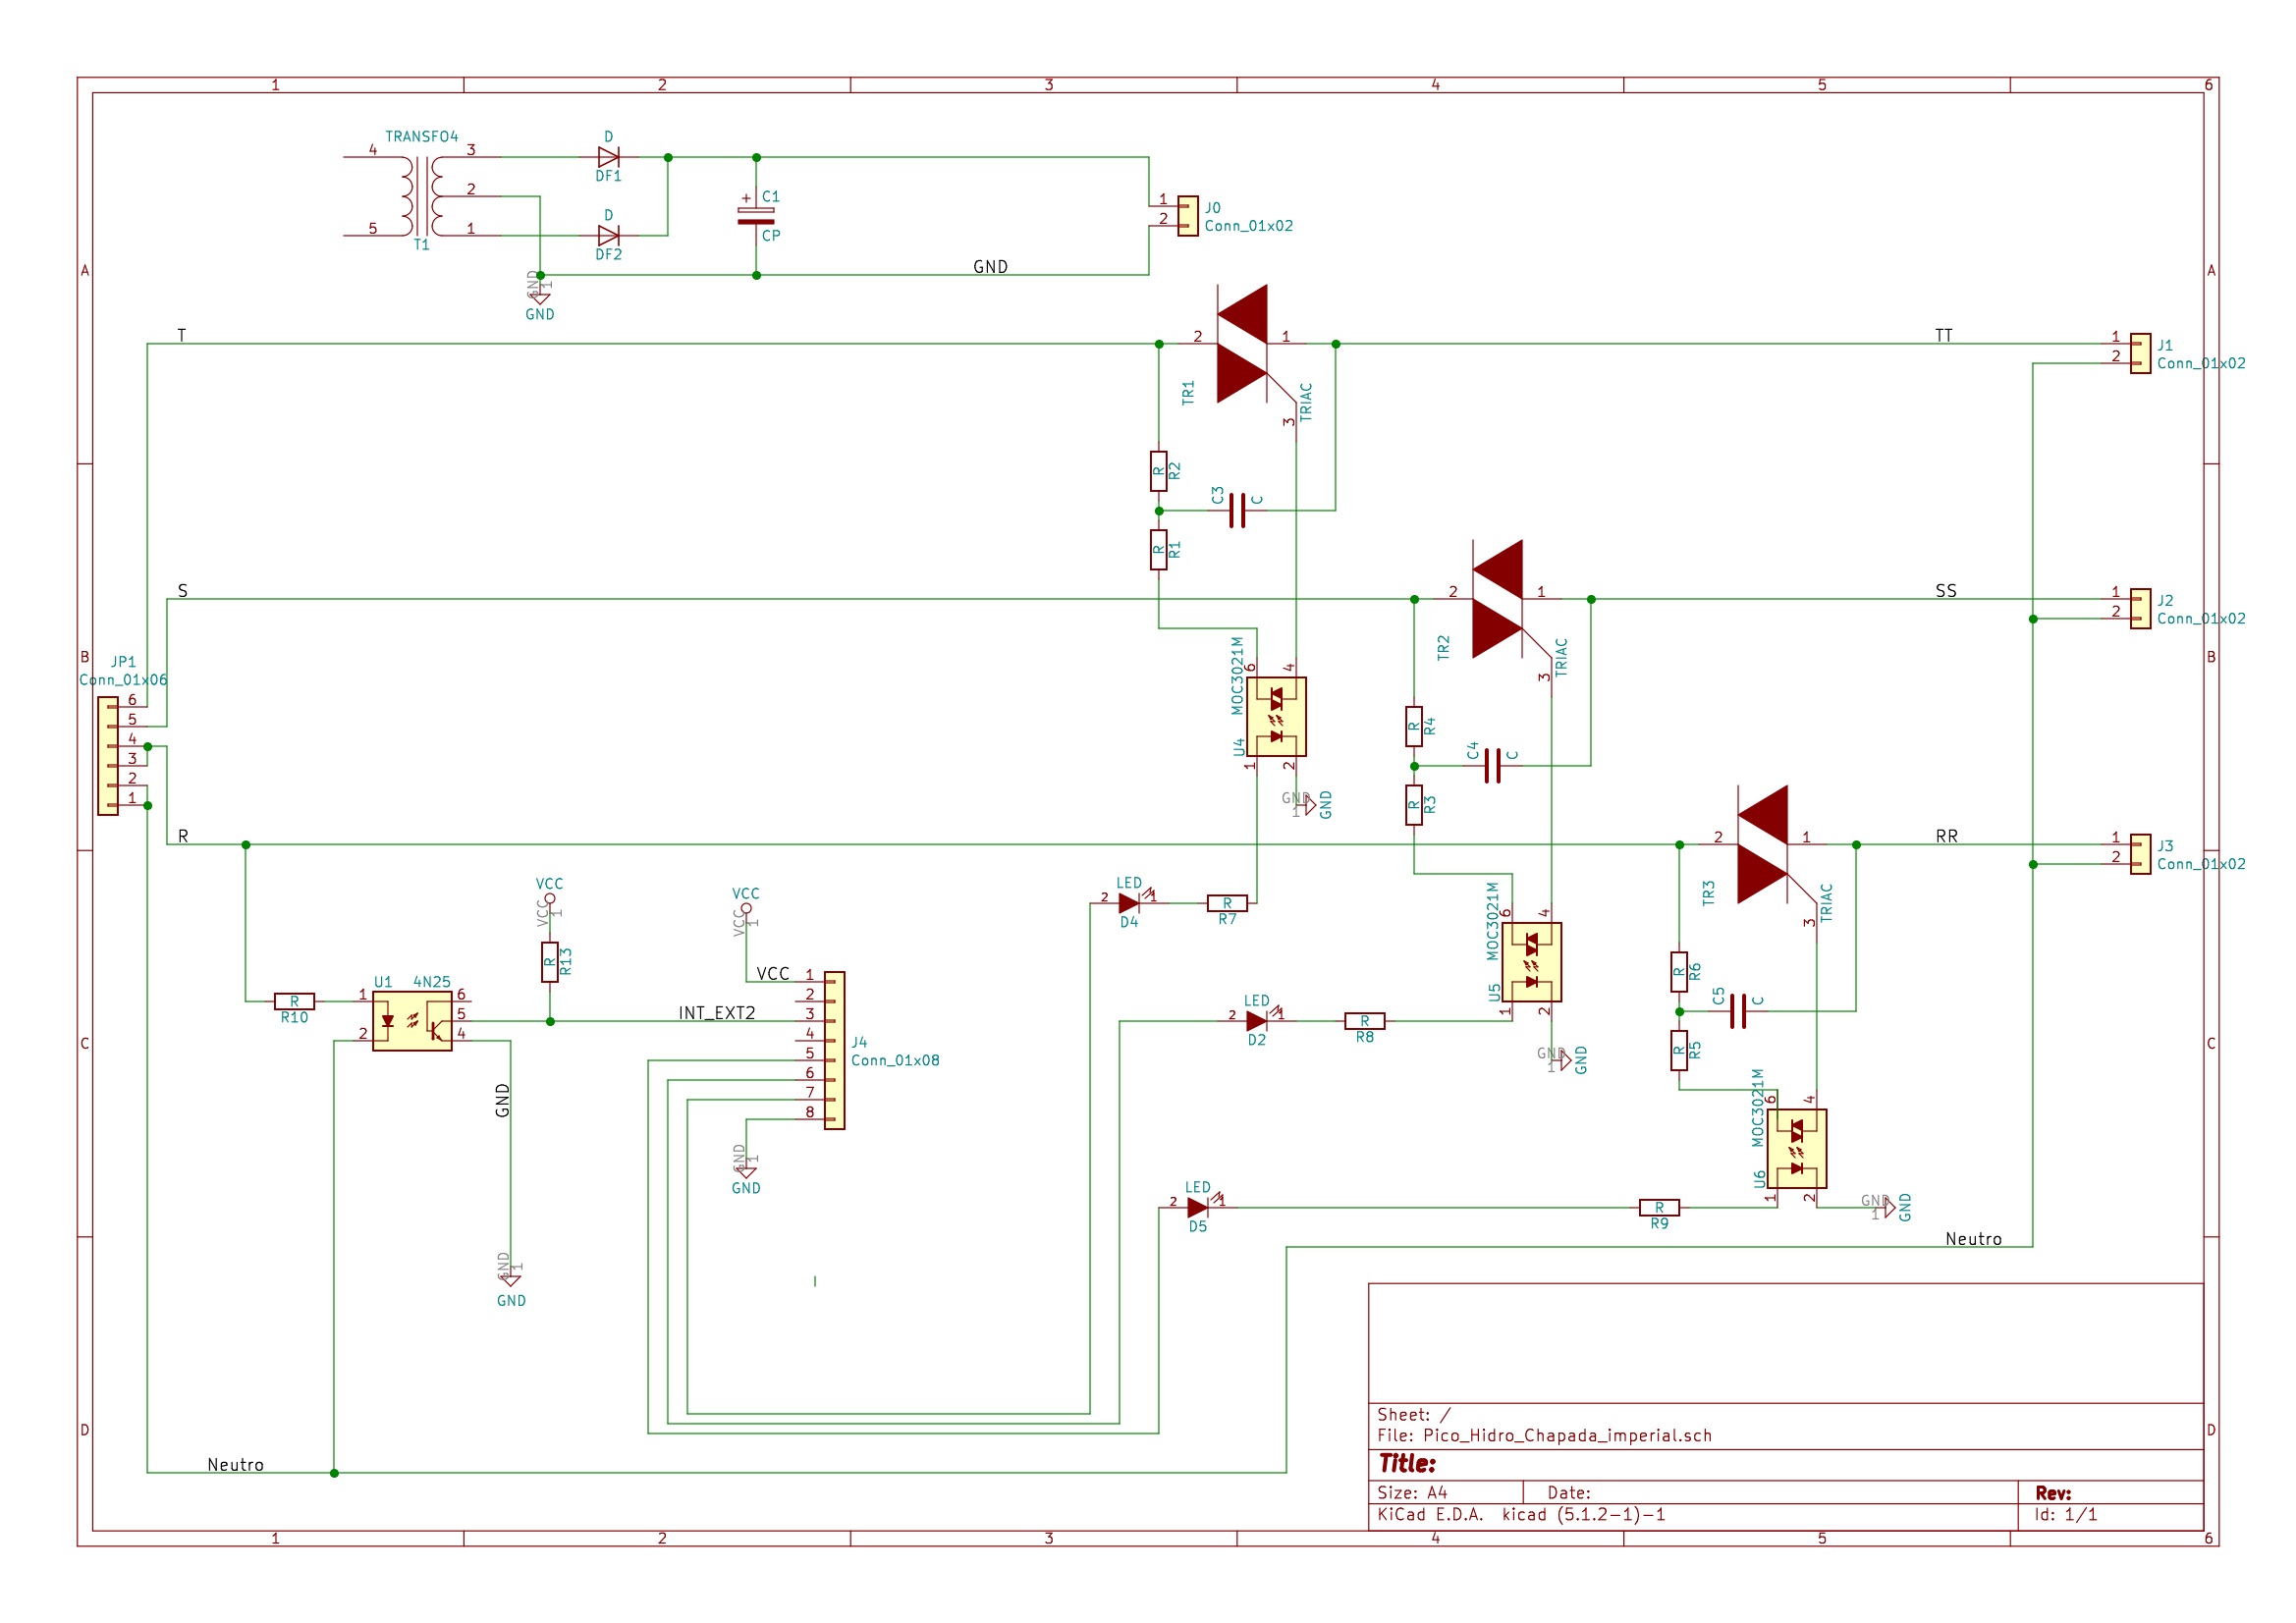 1 2 3 4 5 6
TRANSFO4
4 3
2
5 1
T1
D
DF1
D
DF2
+ C1
CP
1 J0
2 Conn_01x02
A GND A
GND 1
GND
T 2 1 TT
TR1 TRIAC
3
1 J1
2 Conn_01x02
R R2
C3 C
R R1
S 2 1 SS
TR2 TRIAC
3
1 J2
2 Conn_01x02
B B
JP1
Conn_01x06
6
5
4
3
2
1
MOC3021M
6 4
U4
1 2
GND 1
GND
R R4
C4 C
R R3
R 2 1 RR
TR3 TRIAC
3
1 J3
2 Conn_01x02
VCC
VCC 1
R R13
VCC
VCC 1
VCC
LED
2 1
D4
R
R7
MOC3021M
6 4
U5
1 2
GND 1
GND
R R6
C5 C
R R5
R
R10
U1 4N25
1 6
5
2 4
INT_EXT2
1
2
3
4
5
6
7
8
J4
Conn_01x08
LED
2 1
D2
R
R8
C C
GND
GND 1
GND
MOC3021M
6 4
U6
1 2
GND 1
GND
LED
2 1
D5
R
R9
Neutro
GND 1
GND
D D
Neutro
Sheet: /
File: Pico_Hidro_Chapada_imperial.sch
Title:
Size: A4 Date: Rev:
KiCad E.D.A. kicad (5.1.2-1)-1 Id: 1/1
1 2 3 4 5 6